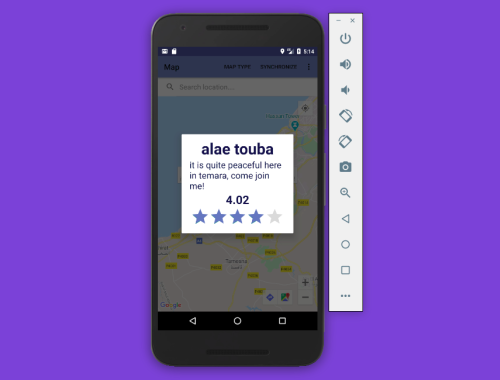 5:14
Map
MAP TYPE
SYNCHRONIZE
Search location...
alae touba
it is quite peaceful here
in temara, come join
me!
4.02
Temara
Google